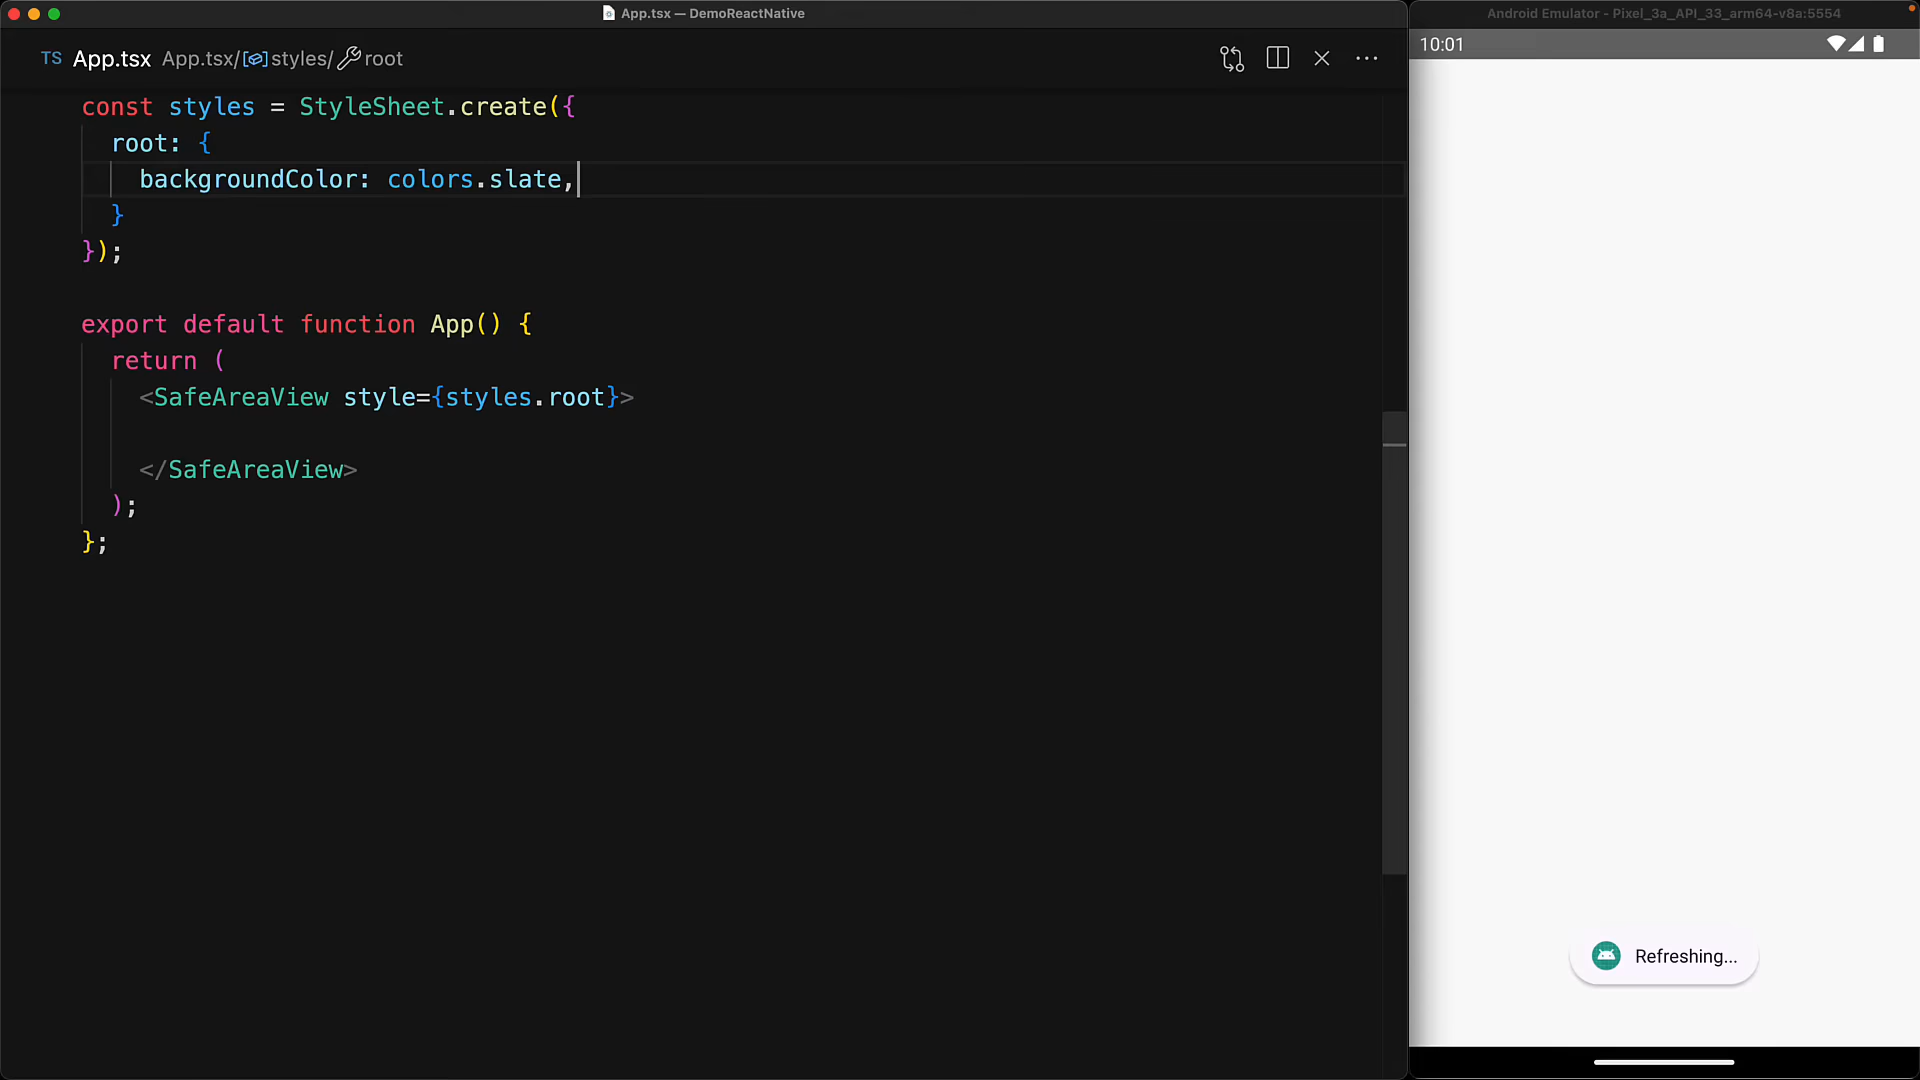 App.tsx — DemoReactNative
Android Emulator - Pixel_3a_API_33_arm64-v8a:5554
TS App.tsx App.tsx/styles/root
10:01
const styles = StyleSheet.create({
root: {
backgroundColor: colors.slate,
}
});
export default function App() {
return (
<SafeAreaView style={styles.root}>
</SafeAreaView>
);
};
Refreshing...